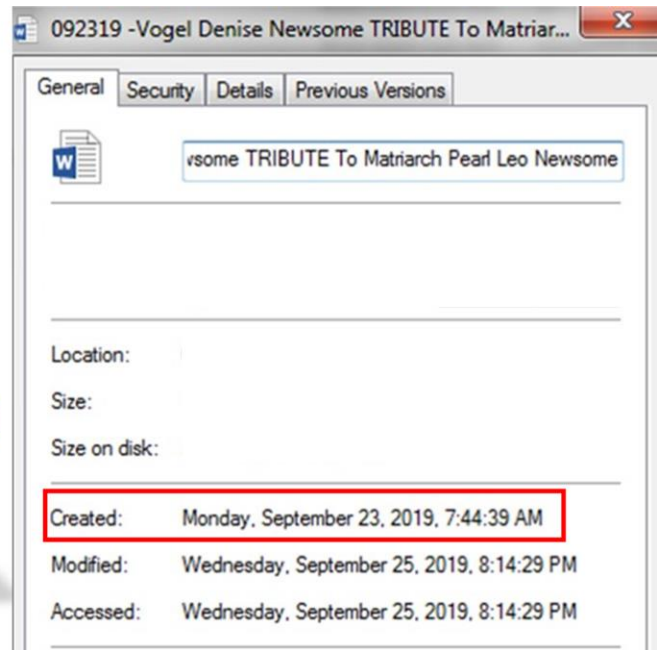 092319 -Vogel Denise Newsome TRIBUTE To Matriar...
General Security Details Previous Versions
wsome TRIBUTE To Matriarch Pearl Leo Newsome
Location:
Size:
Size on disk:
Created: Monday, September 23, 2019, 7:44:39 AM
Modified: Wednesday, September 25, 2019, 8:14:29 PM
Accessed: Wednesday, September 25, 2019, 8:14:29 PM